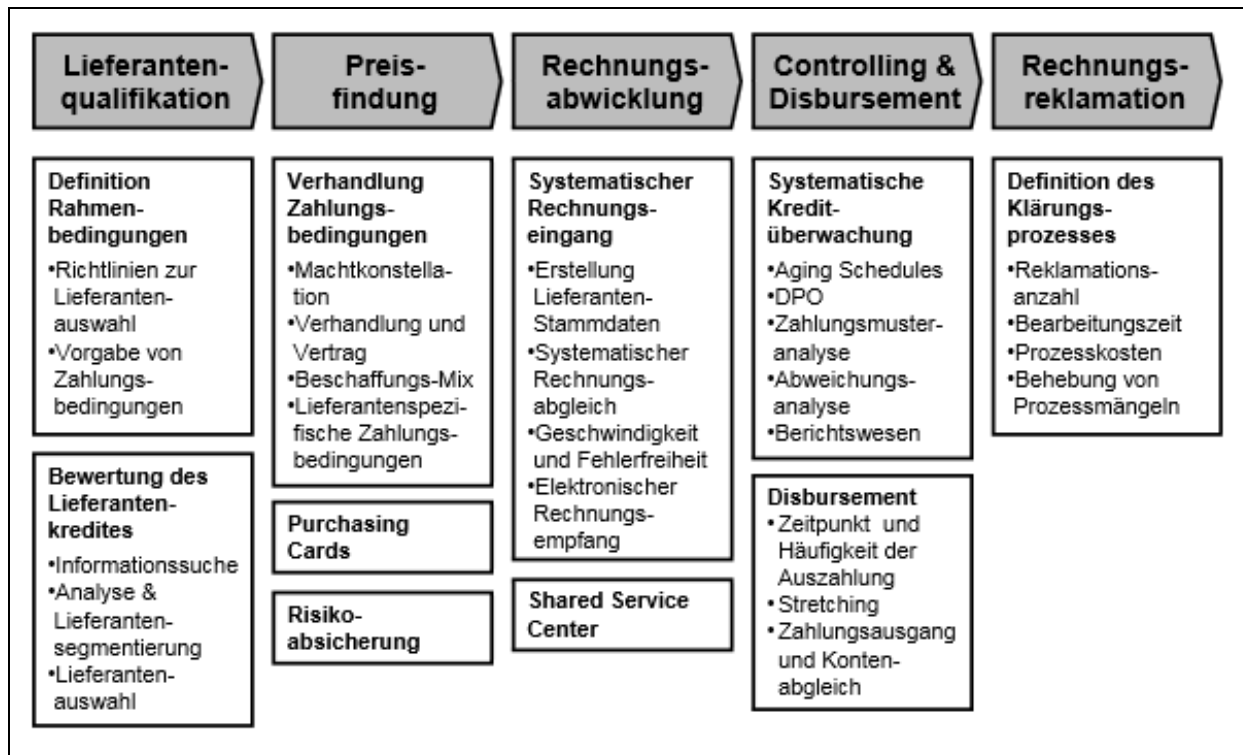 Lieferanten-
qualifikation
Preis-
findung
Rechnungs-
abwicklung
Controlling &
Disbursement
Rechnungs-
reklamation
Definition
Rahmen-
bedingungen
•Richtlinien zur
Lieferanten-
auswahl
•Vorgabe von
Zahlungs-
bedingungen
Bewertung des
Lieferanten-
kredites
•Informationssuche
•Analyse &
Lieferanten-
segmentierung
•Lieferanten-
auswahl
Verhandlung
Zahlungs-
bedingungen
•Machtkonstella-
tion
•Verhandlung und
Vertrag
•Beschaffungs-Mix
•Lieferantenspezi-
fische Zahlungs-
bedingungen
Purchasing
Cards
Risiko-
absicherung
Systematischer
Rechnungs-
eingang
•Erstellung
Lieferanten-
Stammdaten
•Systematischer
Rechnungs-
abgleich
•Geschwindigkeit
und Fehlerfreiheit
•Elektronischer
Rechnungs-
empfang
Shared Service
Center
Systematische
Kredit-
überwachung
•Aging Schedules
•DPO
•Zahlungsmuster-
analyse
•Abweichungs-
analyse
•Berichtswesen
Disbursement
•Zeitpunkt und
Häufigkeit der
Auszahlung
•Stretching
•Zahlungsausgang
und Konten-
abgleich
Definition des
Klärungs-
prozesses
•Reklamations-
anzahl
•Bearbeitungszeit
•Prozesskosten
•Behebung von
Prozessmängeln